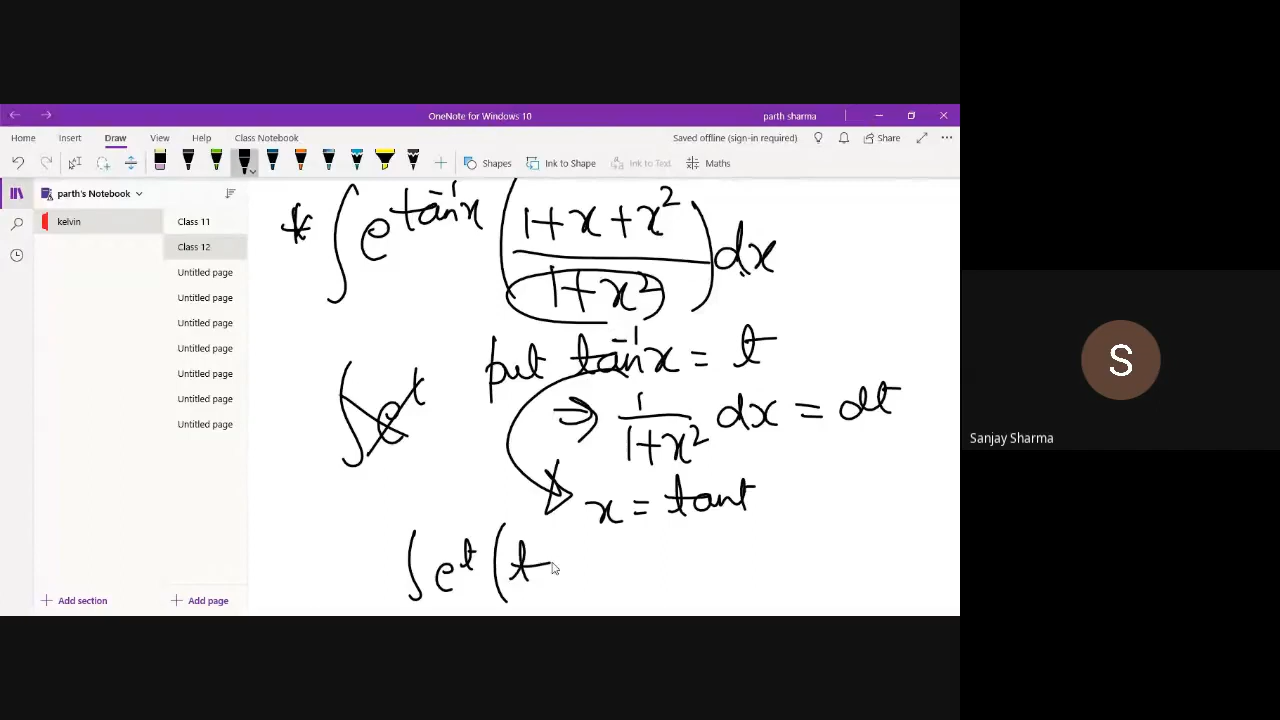 OneNote for Windows 10
parth sharma
Home Insert Draw View Help Class Notebook
Saved offline (sign-in required)
Share
Shapes Ink to Shape Ink to Text Maths
parth's Notebook
kelvin
Class 11
Class 12
Untitled page
Untitled page
Untitled page
Untitled page
Untitled page
Untitled page
Untitled page
+ Add section
+ Add page
* ∫ e^{tan⁻¹x} ( (1+x+x²) / (1+x²) ) dx
put tan⁻¹x = t
∫ e^t
⇒ 1/(1+x²) dx = dt
x = tan t
∫ e^t ( t
S
Sanjay Sharma